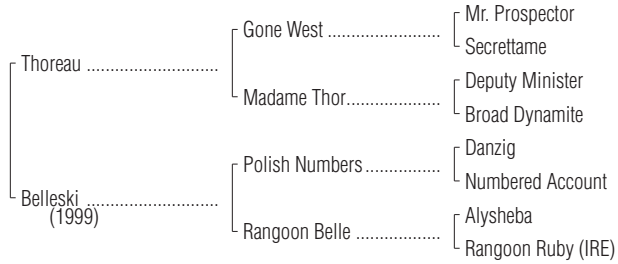 Mr. Prospector
Gone West ......................
Secrettame
Thoreau ..........................
Deputy Minister
Madame Thor...................
Broad Dynamite
Danzig
Polish Numbers...............
Numbered Account
Belleski ..........................
(1999)
Alysheba
Rangoon Belle .................
Rangoon Ruby (IRE)